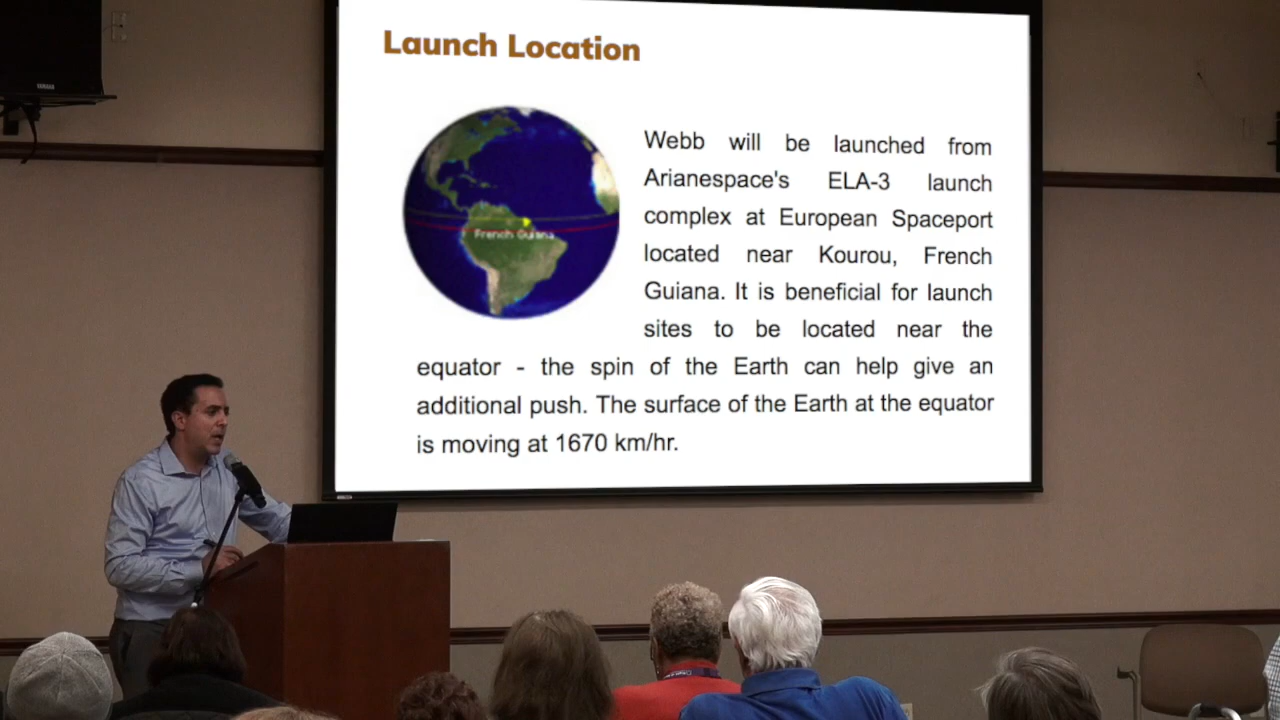 YAMAHA
Launch Location
French Guiana
Webb will be launched from
Arianespace's ELA-3 launch
complex at European Spaceport
located near Kourou, French
Guiana. It is beneficial for launch
sites to be located near the
equator - the spin of the Earth can help give an
additional push. The surface of the Earth at the equator
is moving at 1670 km/hr.